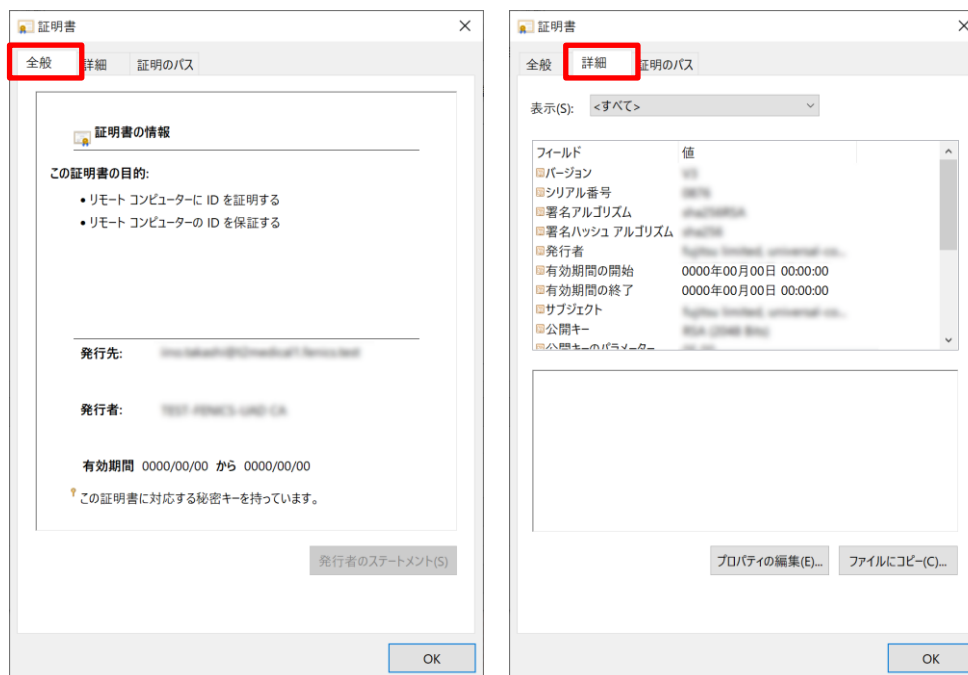 証明書
全般 詳細 証明のパス
証明書の情報
この証明書の目的:
• リモート コンピューターに ID を証明する
• リモート コンピューターの ID を保証する
発行先:
発行者:
有効期間 0000/00/00 から 0000/00/00
この証明書に対応する秘密キーを持っています。
発行者のステートメント(S)
OK
証明書
全般 詳細 証明のパス
表示(S): <すべて>
フィールド 値
バージョン
シリアル番号
署名アルゴリズム
署名ハッシュ アルゴリズム
発行者
有効期間の開始 0000年00月00日 00:00:00
有効期間の終了 0000年00月00日 00:00:00
サブジェクト
公開キー
公開キーのパラメーター
プロパティの編集(E)... ファイルにコピー(C)...
OK